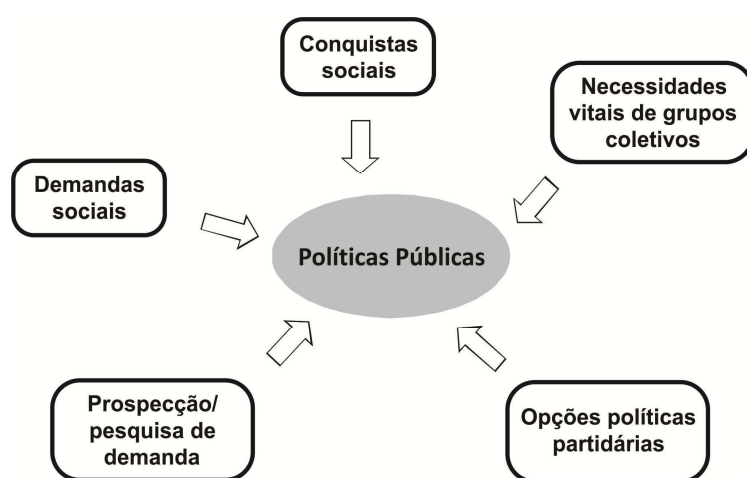 Conquistas
sociais
Necessidades
vitais de grupos
coletivos
Demandas
sociais
Políticas Públicas
Prospecção/
pesquisa de
demanda
Opções políticas
partidárias